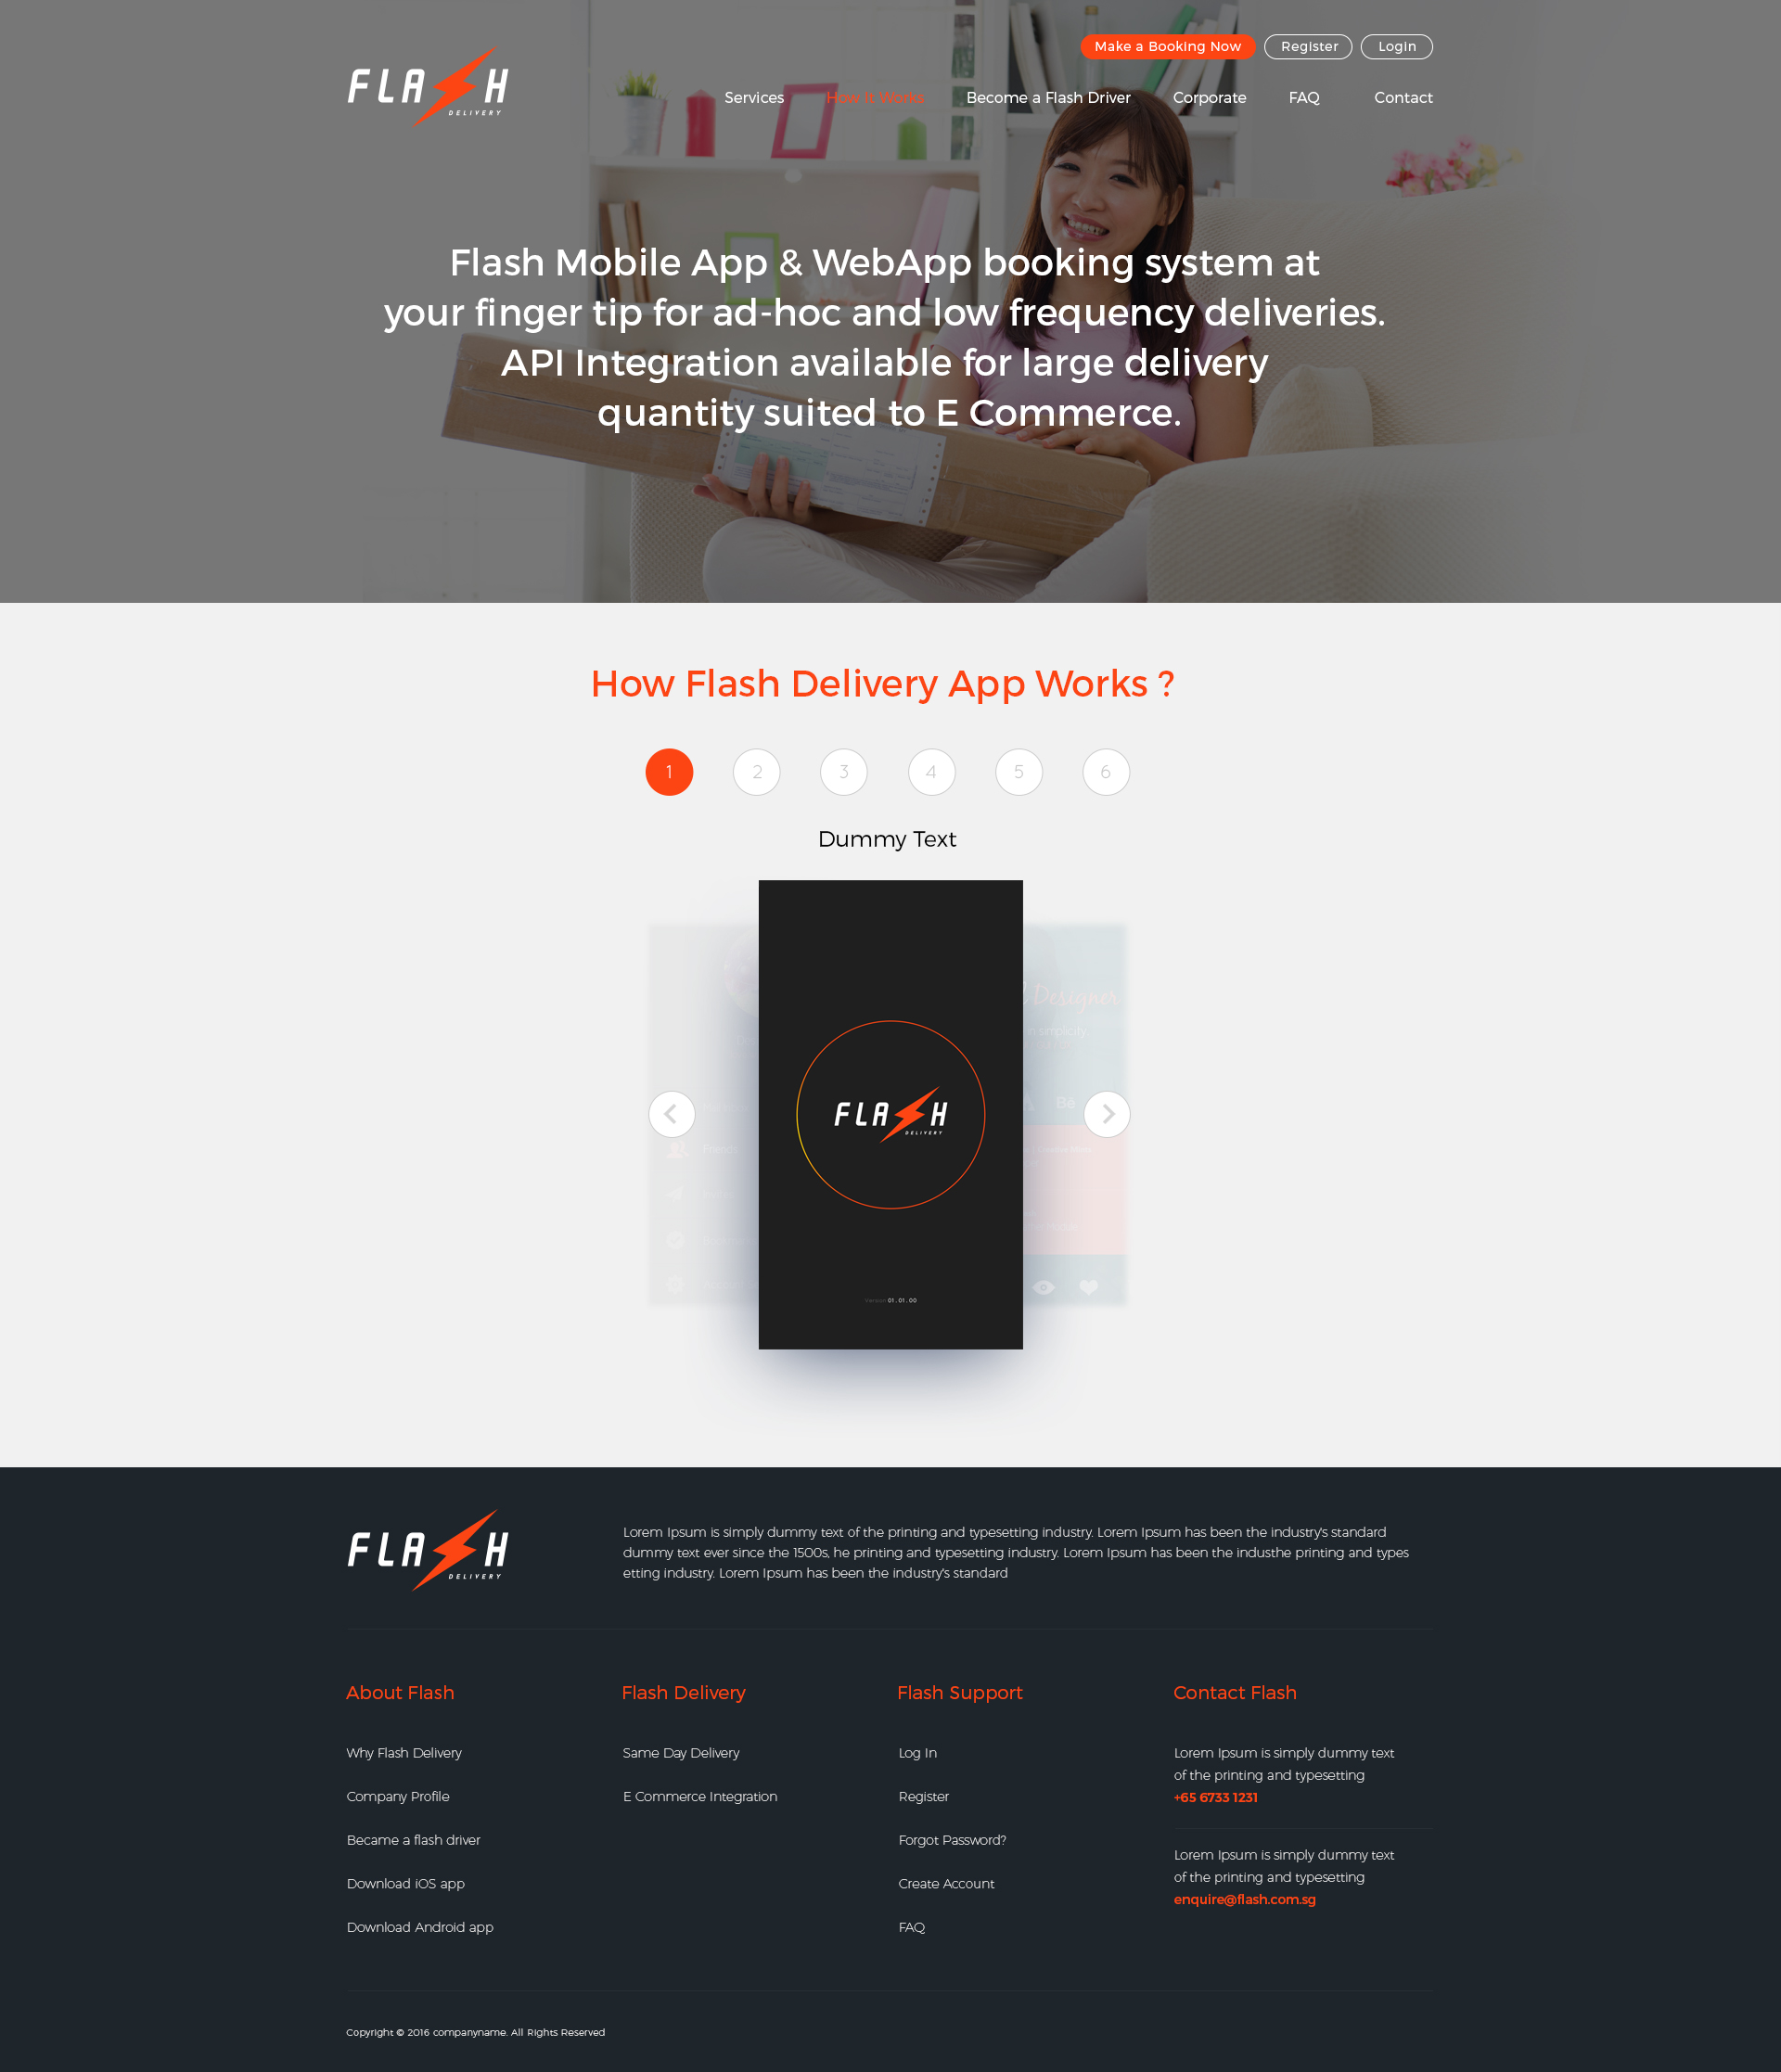 FLASH
DELIVERY
Make a Booking Now
Register
Login
Services
How It Works
Become a Flash Driver
Corporate
FAQ
Contact
Flash Mobile App & WebApp booking system at
your finger tip for ad-hoc and low frequency deliveries.
API Integration available for large delivery
quantity suited to E Commerce.
How Flash Delivery App Works ?
1
2
3
4
5
6
Dummy Text
Designer
simplicity
Bē
Friends
FLASH
DELIVERY
Version 01.01.00
FLASH
DELIVERY
Lorem Ipsum is simply dummy text of the printing and typesetting industry. Lorem Ipsum has been the industry's standard
dummy text ever since the 1500s, he printing and typesetting industry. Lorem Ipsum has been the industhe printing and types
etting industry. Lorem Ipsum has been the industry's standard
About Flash
Why Flash Delivery
Company Profile
Became a flash driver
Download iOS app
Download Android app
Flash Delivery
Same Day Delivery
E Commerce Integration
Flash Support
Log In
Register
Forgot Password?
Create Account
FAQ
Contact Flash
Lorem Ipsum is simply dummy text
of the printing and typesetting
+65 6733 1231
Lorem Ipsum is simply dummy text
of the printing and typesetting
enquire@flash.com.sg
Copyright © 2016 companyname. All Rights Reserved